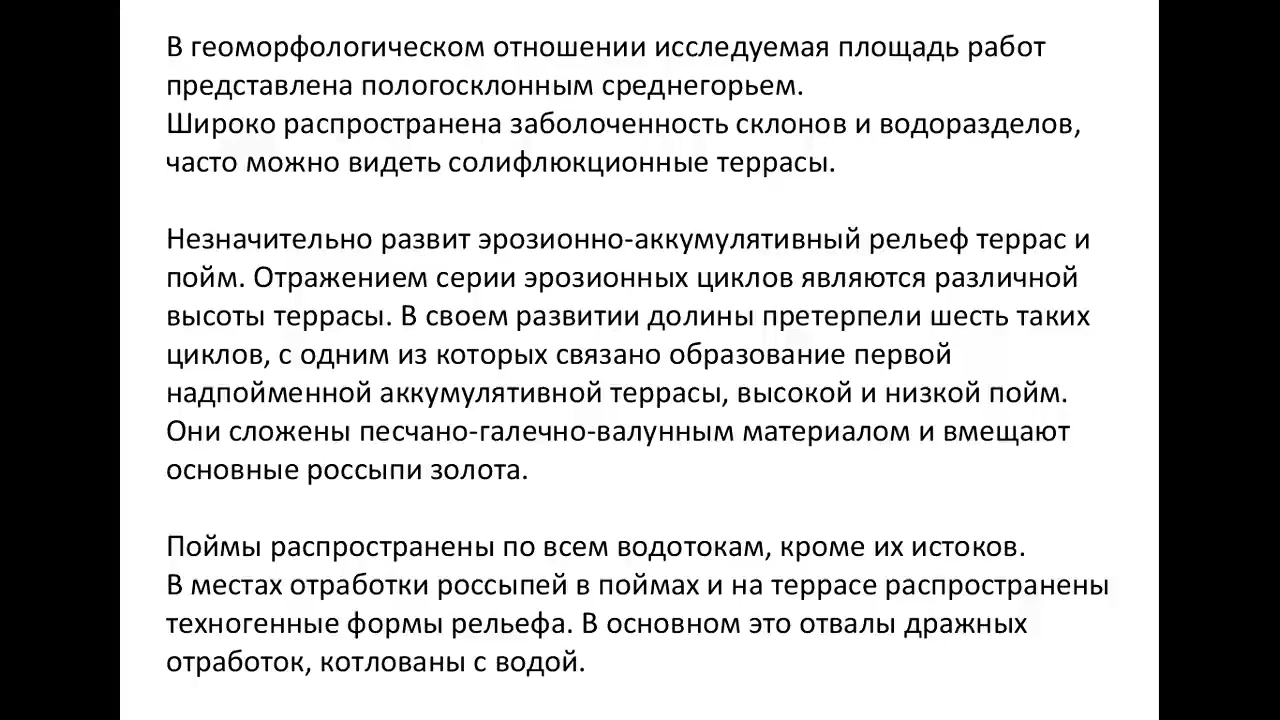 В геоморфологическом отношении исследуемая площадь работ
представлена пологосклонным среднегорьем.
Широко распространена заболоченность склонов и водоразделов,
часто можно видеть солифлюкционные террасы.
Незначительно развит эрозионно-аккумулятивный рельеф террас и
пойм. Отражением серии эрозионных циклов являются различной
высоты террасы. В своем развитии долины претерпели шесть таких
циклов, с одним из которых связано образование первой
надпойменной аккумулятивной террасы, высокой и низкой пойм.
Они сложены песчано-галечно-валунным материалом и вмещают
основные россыпи золота.
Поймы распространены по всем водотокам, кроме их истоков.
В местах отработки россыпей в поймах и на террасе распространены
техногенные формы рельефа. В основном это отвалы дражных
отработок, котлованы с водой.